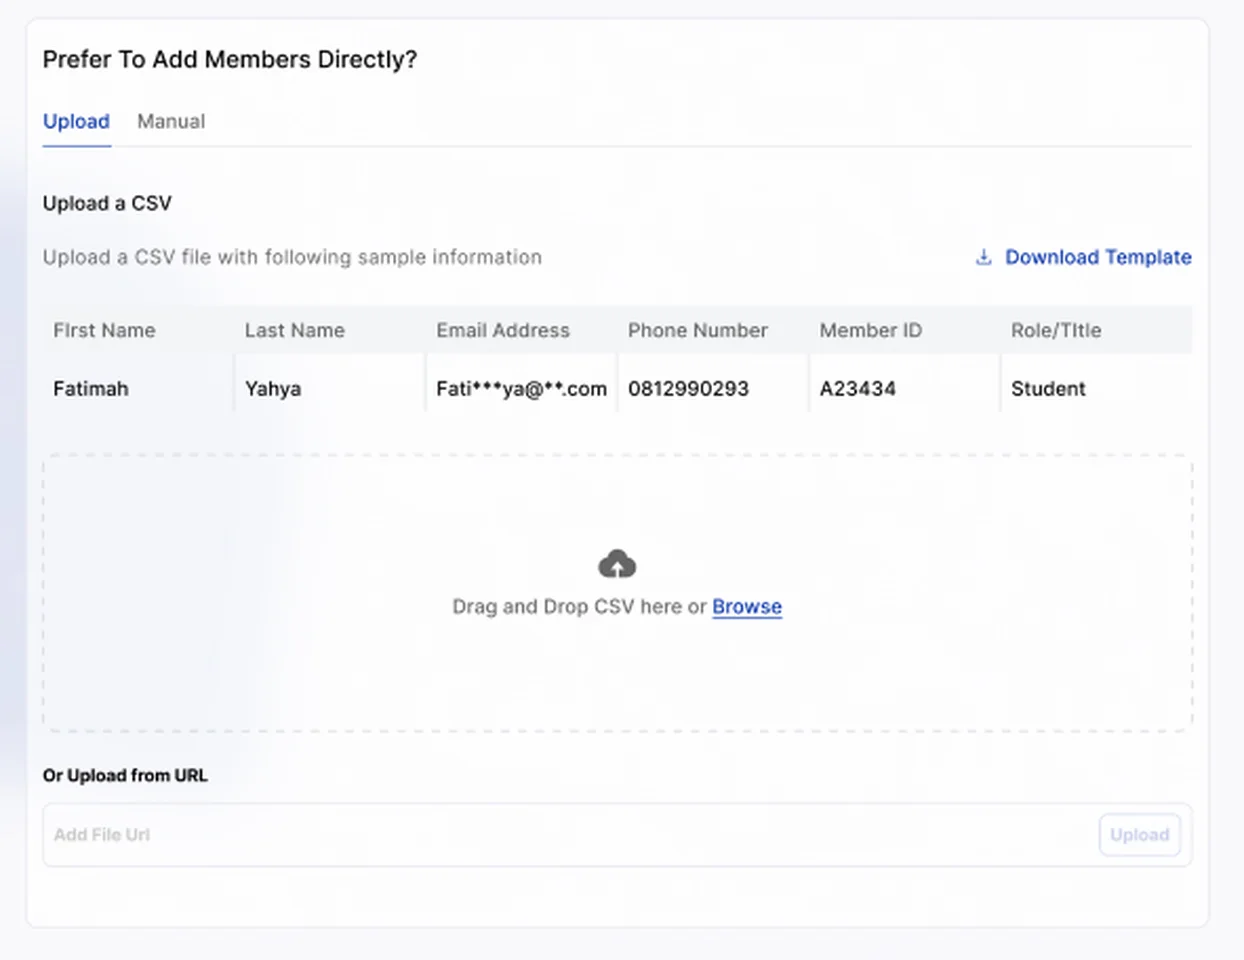 Prefer To Add Members Directly?
Upload Manual
Upload a CSV
Upload a CSV file with following sample information Download Template
FIrst Name Last Name Email Address Phone Number Member ID Role/TItle
Fatimah Yahya Fati***ya@**.com 0812990293 A23434 Student
Drag and Drop CSV here or Browse
Or Upload from URL
Add File Url Upload